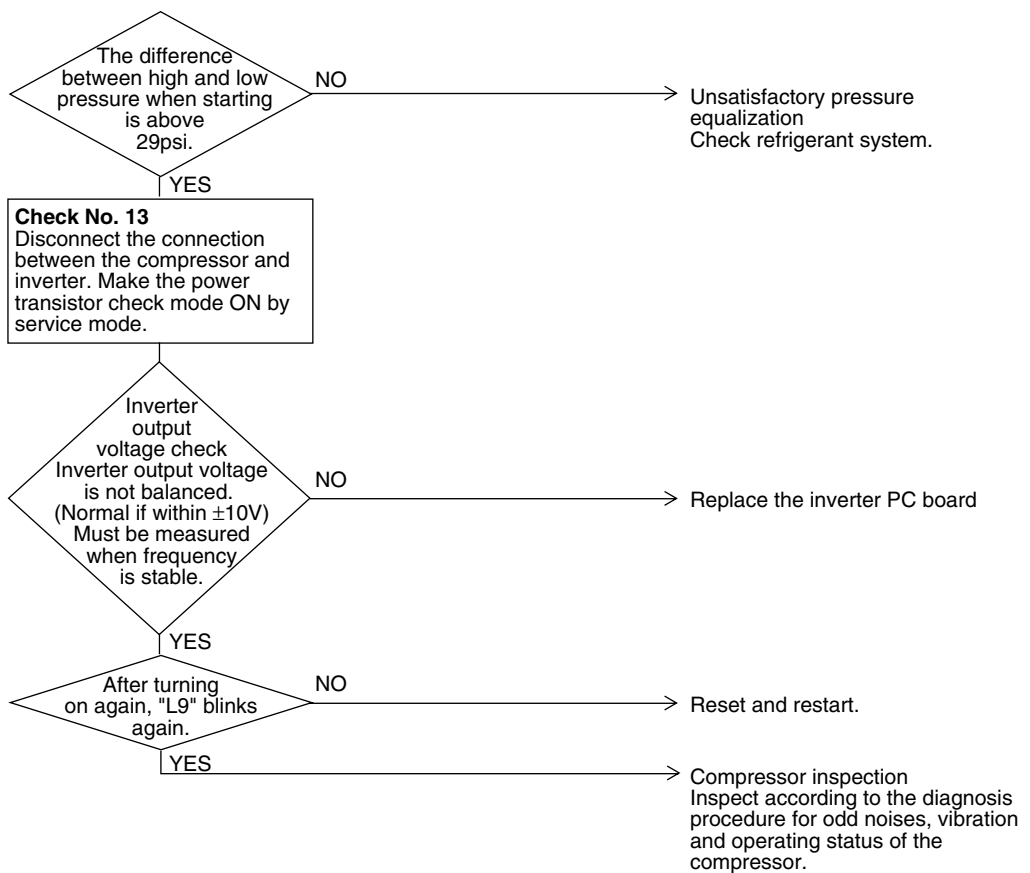 The difference
between high and low
pressure when starting
is above
29psi.
NO
Unsatisfactory pressure
equalization
Check refrigerant system.
YES
Check No. 13
Disconnect the connection
between the compressor and
inverter. Make the power
transistor check mode ON by
service mode.
Inverter
output
voltage check
Inverter output voltage
is not balanced.
(Normal if within ±10V)
Must be measured
when frequency
is stable.
NO
Replace the inverter PC board
YES
After turning
on again, "L9" blinks
again.
NO
Reset and restart.
YES
Compressor inspection
Inspect according to the diagnosis
procedure for odd noises, vibration
and operating status of the
compressor.